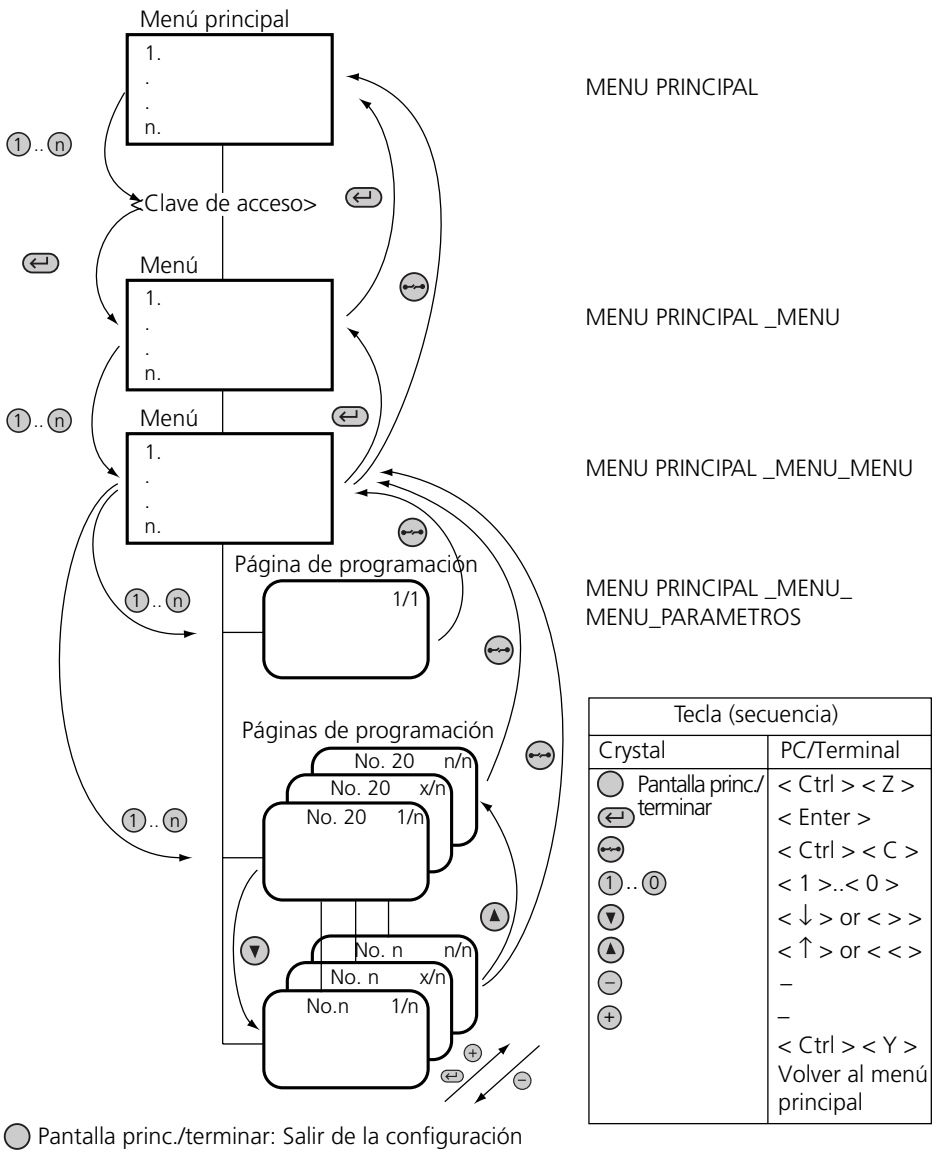 Menú principal
1.
.
.
n.
MENU PRINCIPAL
1..n
<Clave de acceso>
Menú
1.
.
.
n.
MENU PRINCIPAL _MENU
1..n
Menú
1.
.
.
n.
MENU PRINCIPAL _MENU_MENU
Página de programación
1/1
1..n
MENU PRINCIPAL _MENU_
MENU_PARAMETROS
Páginas de programación
No. 20 n/n
No. 20 x/n
No. 20 1/n
1..n
No. n n/n
No. n x/n
No.n 1/n
+
–
Tecla (secuencia)
Crystal PC/Terminal
Pantalla princ./ < Ctrl > < Z >
terminar < Enter >
< Ctrl > < C >
1..0 < 1 >..< 0 >
▼ < ↓ > or < > >
▲ < ↑ > or < < >
– –
+ –
< Ctrl > < Y >
Volver al menú
principal
Pantalla princ./terminar: Salir de la configuración